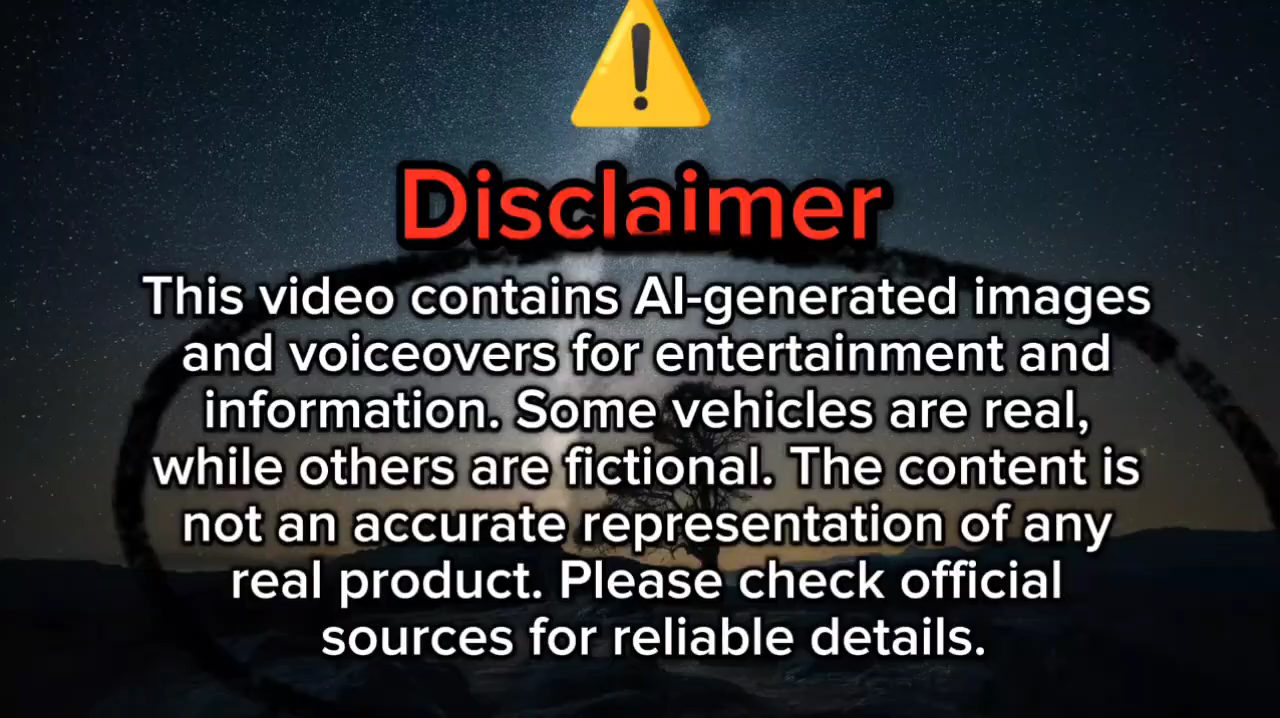 Disclaimer
This video contains AI-generated images
and voiceovers for entertainment and
information. Some vehicles are real,
while others are fictional. The content is
not an accurate representation of any
real product. Please check official
sources for reliable details.